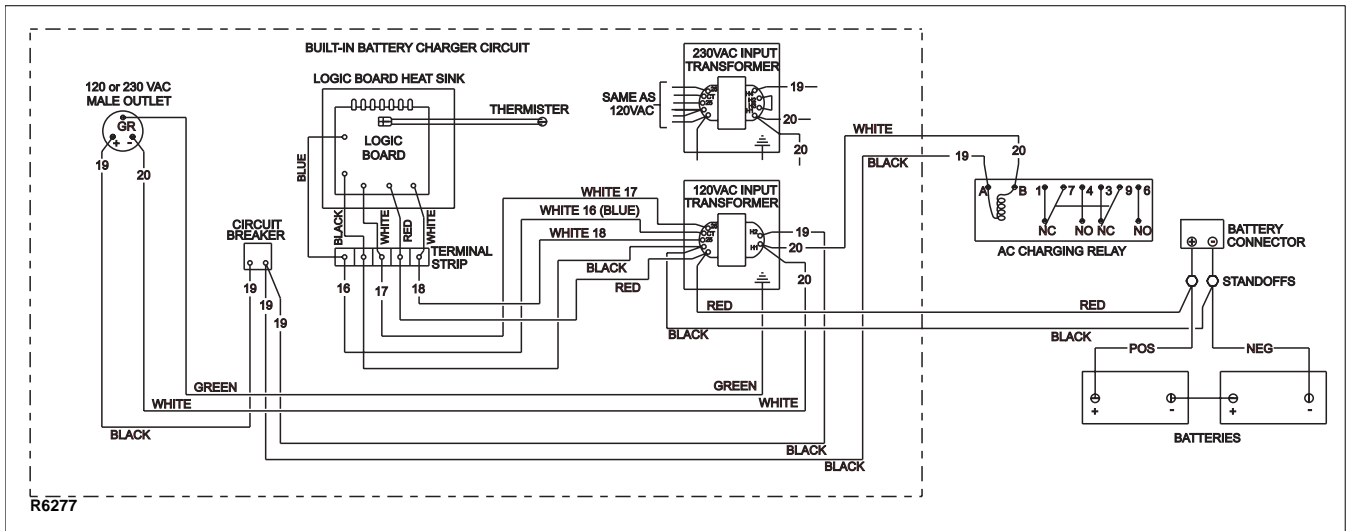 BUILT-IN BATTERY CHARGER CIRCUIT
120 or 230 VAC
MALE OUTLET
GR
+ -
19
20
LOGIC BOARD HEAT SINK
THERMISTER
LOGIC
BOARD
BLUE
BLACK
WHITE
RED
WHITE
TERMINAL
STRIP
16
17
18
CIRCUIT
BREAKER
19
19
19
230VAC INPUT
TRANSFORMER
SAME AS
120VAC
19
20
20
120VAC INPUT
TRANSFORMER
WHITE 17
WHITE 16 (BLUE)
WHITE 18
BLACK
RED
H2
H1
19
20
20
WHITE
BLACK
19
20
A B 1 7 4 3 9 6
NC NO NC NO
AC CHARGING RELAY
BATTERY
CONNECTOR
+ -
STANDOFFS
RED
BLACK
RED
BLACK
POS
NEG
+ - + -
BATTERIES
GREEN
GREEN
WHITE
WHITE
BLACK
BLACK
BLACK
R6277